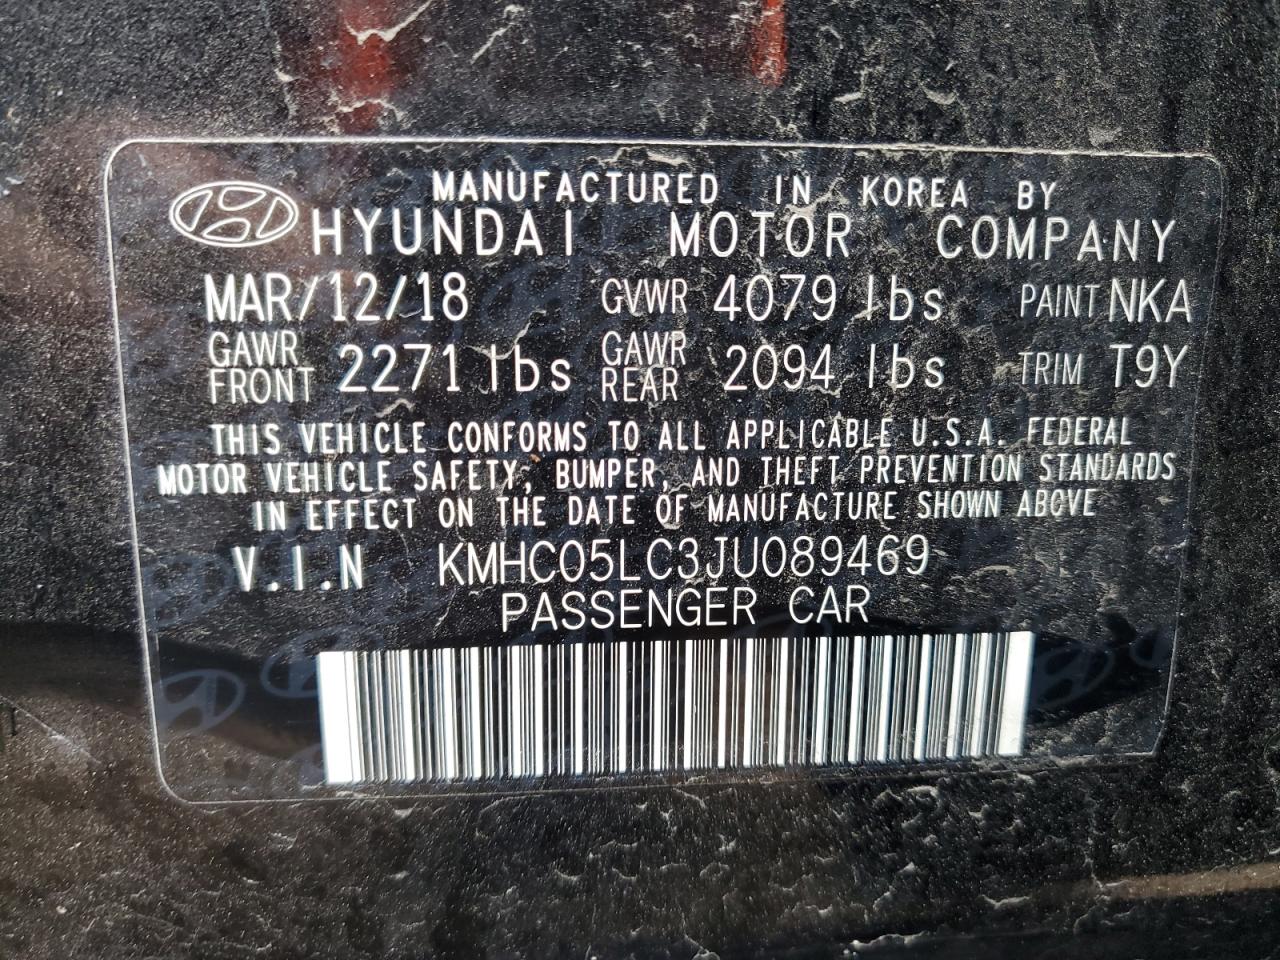 MANUFACTURED IN KOREA BY
HYUNDAI MOTOR COMPANY
MAR/12/18 GVWR 4079 lbs PAINT NKA
GAWR FRONT 2271 lbs GAWR REAR 2094 lbs TRIM T9Y
THIS VEHICLE CONFORMS TO ALL APPLICABLE U.S.A. FEDERAL
MOTOR VEHICLE SAFETY, BUMPER, AND THEFT PREVENTION STANDARDS
IN EFFECT ON THE DATE OF MANUFACTURE SHOWN ABOVE
V.I.N KMHC05LC3JU089469
PASSENGER CAR